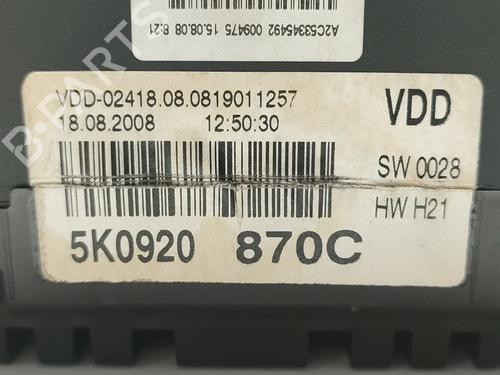 A2C53345492 009475 15.08.08 8:21
VDD-02418.08.0819011257
18.08.2008 12:50:30
VDD
SW 0028
HW H21
5K0920 870C
B-PARTS